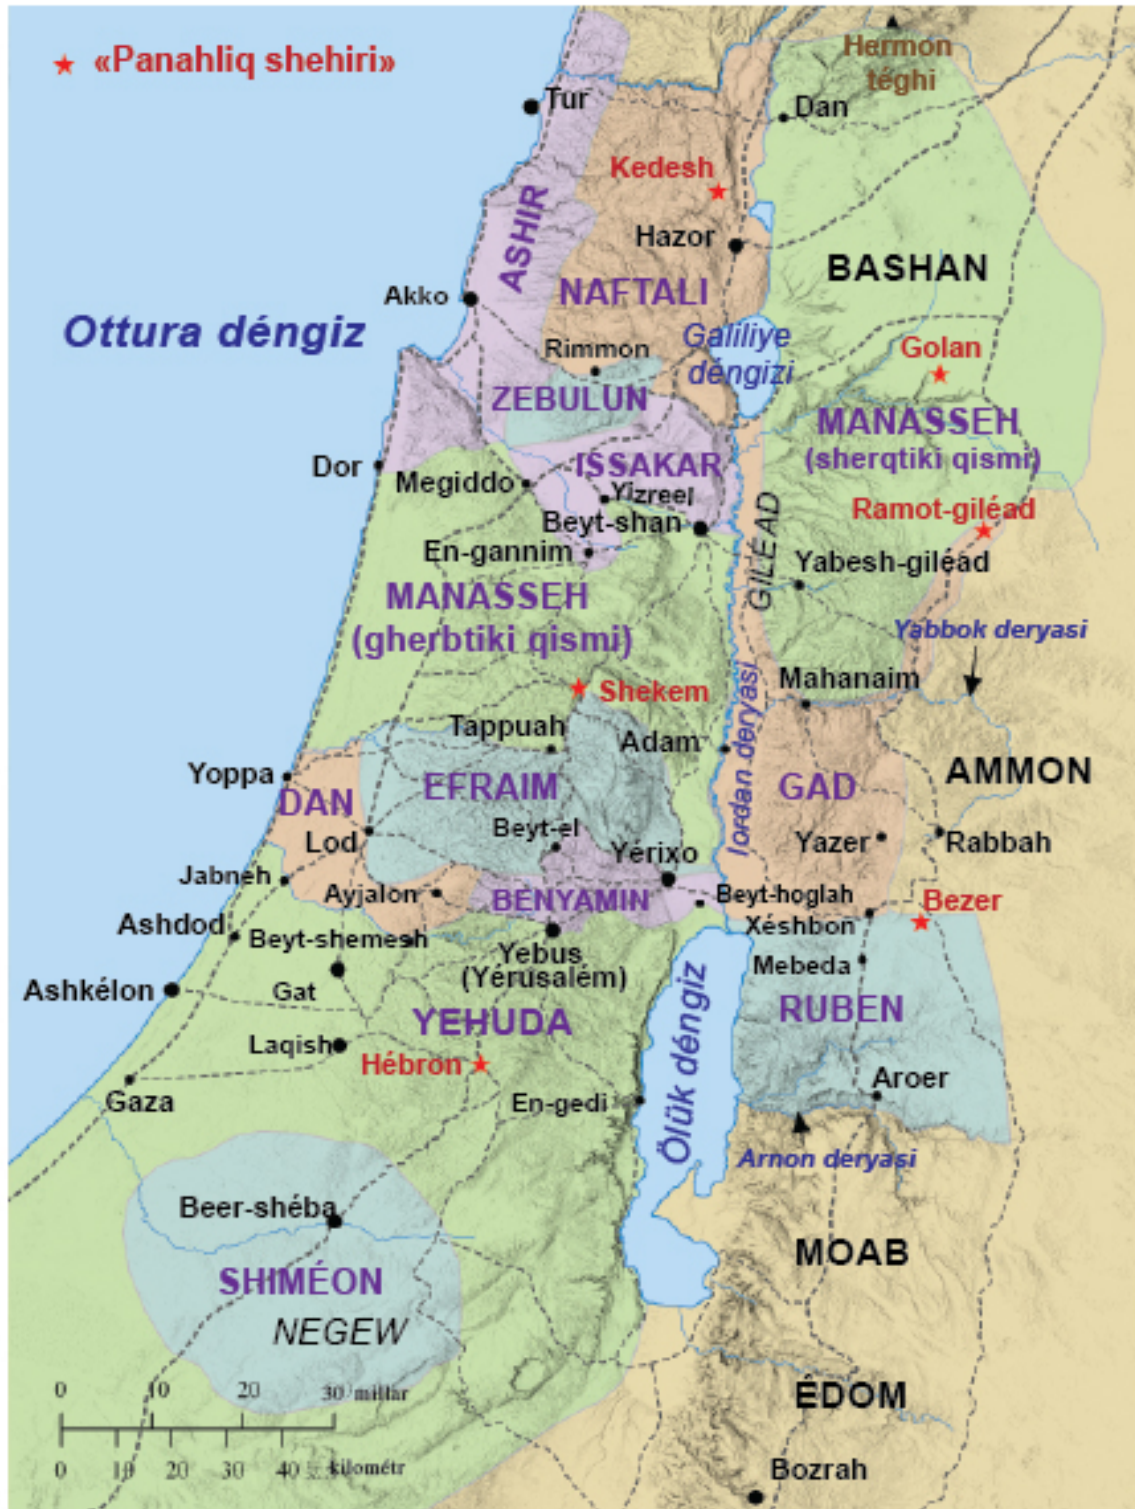 «Panahliq shehiri»
Hermon
téghi
Tur
Dan
Kedesh
ASHIR
Hazor
BASHAN
NAFTALI
Akko
Ottura déngiz
Galiliye
déngizi
Rimmon
Golan
ZEBULUN
MANASSEH
(sherqtiki qismi)
Dor
ISSAKAR
Megiddo
Yizreel
Ramot-giléad
Beyt-shan
GILÉAD
En-gannim
Yabesh-giléad
MANASSEH
(gherbtiki qismi)
Yabbok deryasi
Shekem
Mahanaim
Tappuah
Adam
Iordan deryasi
Yoppa
DAN
EFRAIM
GAD
AMMON
Beyt-el
Lod
Yazer
Rabbah
Yérixo
Jabneh
Ayjalon
BENYAMIN
Beyt-hoglah
Bezer
Ashdod
Beyt-shemesh
Xéshbon
Yebus
(Yérusalém)
Mebeda
Ashkélon
Gat
YEHUDA
Ölük déngiz
RUBEN
Laqish
Hébron
Gaza
En-gedi
Aroer
Arnon deryasi
Beer-shéba
MOAB
SHIMÉON
NEGEW
0 10 20 30 millar
0 10 20 30 40 kilométr
ÉDOM
Bozrah